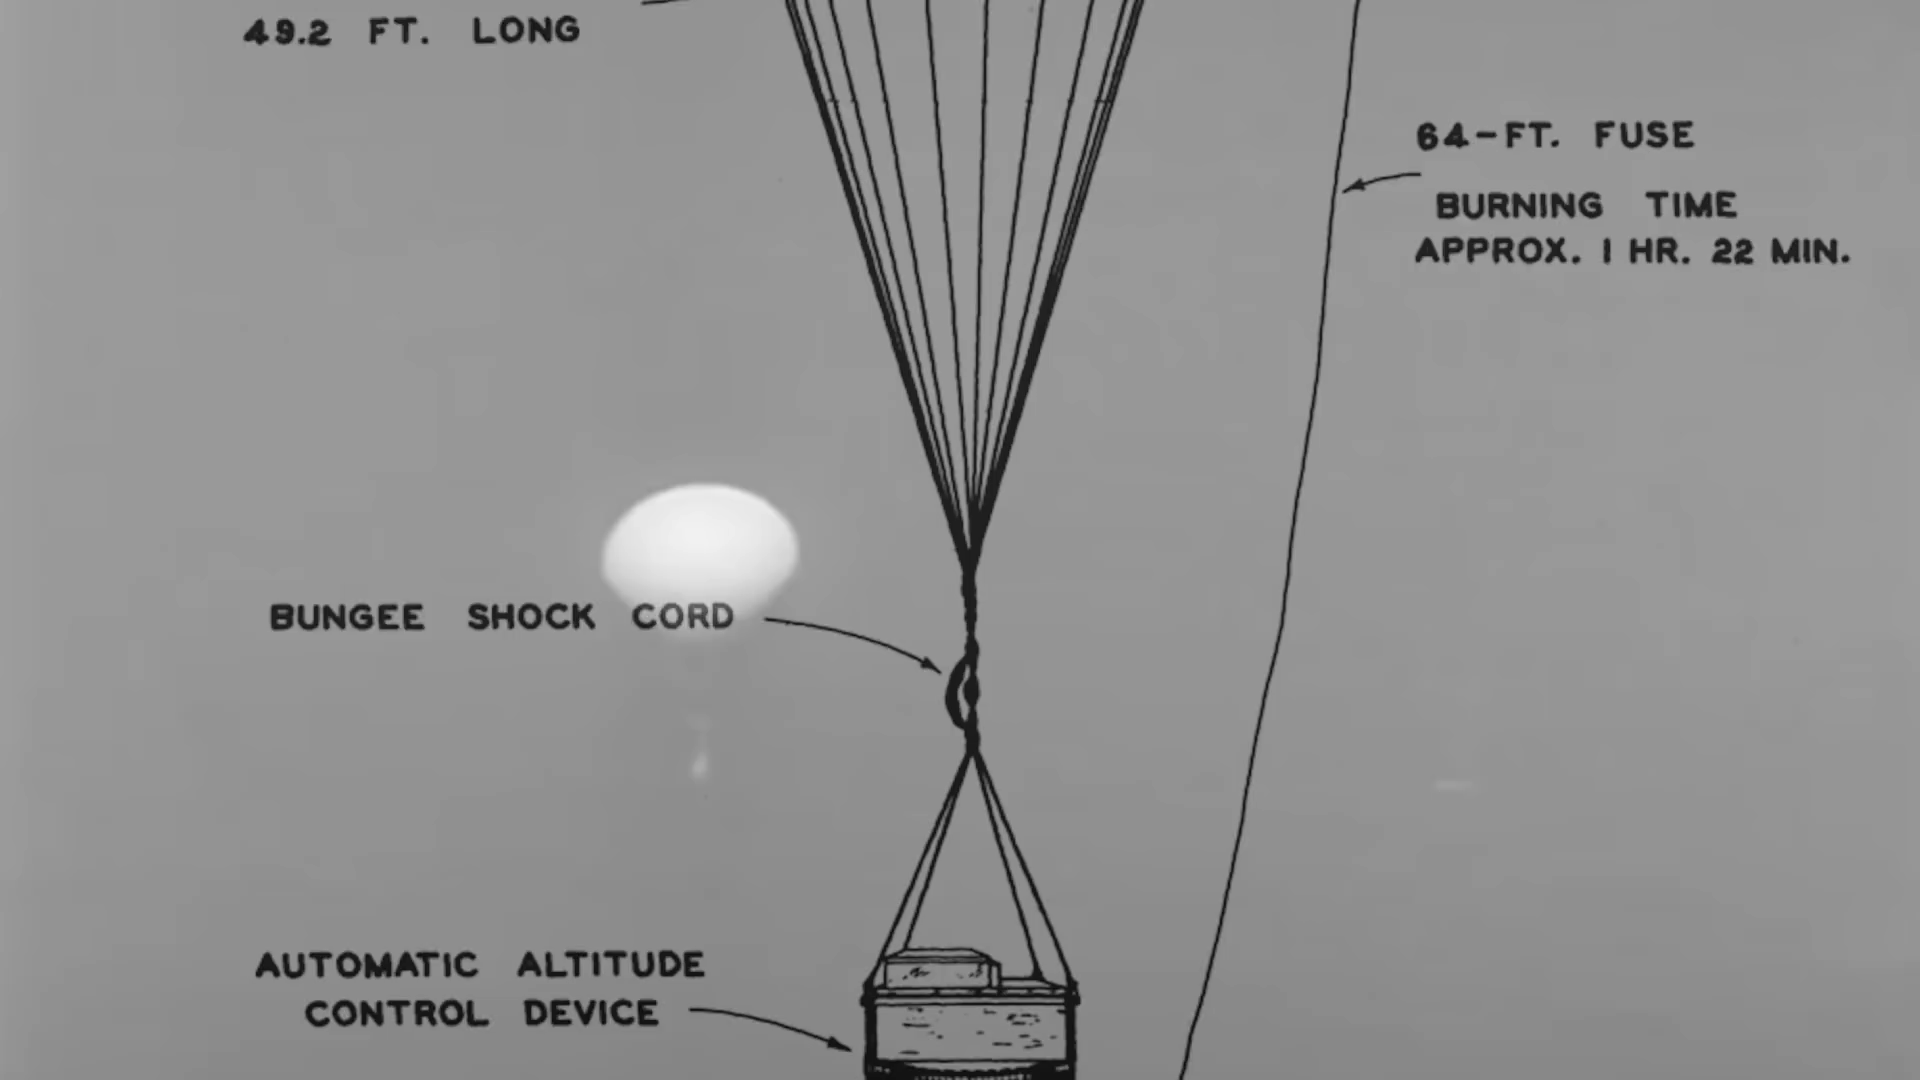 49.2 FT. LONG
64-FT. FUSE
BURNING TIME
APPROX. 1 HR. 22 MIN.
BUNGEE SHOCK CORD
AUTOMATIC ALTITUDE
CONTROL DEVICE